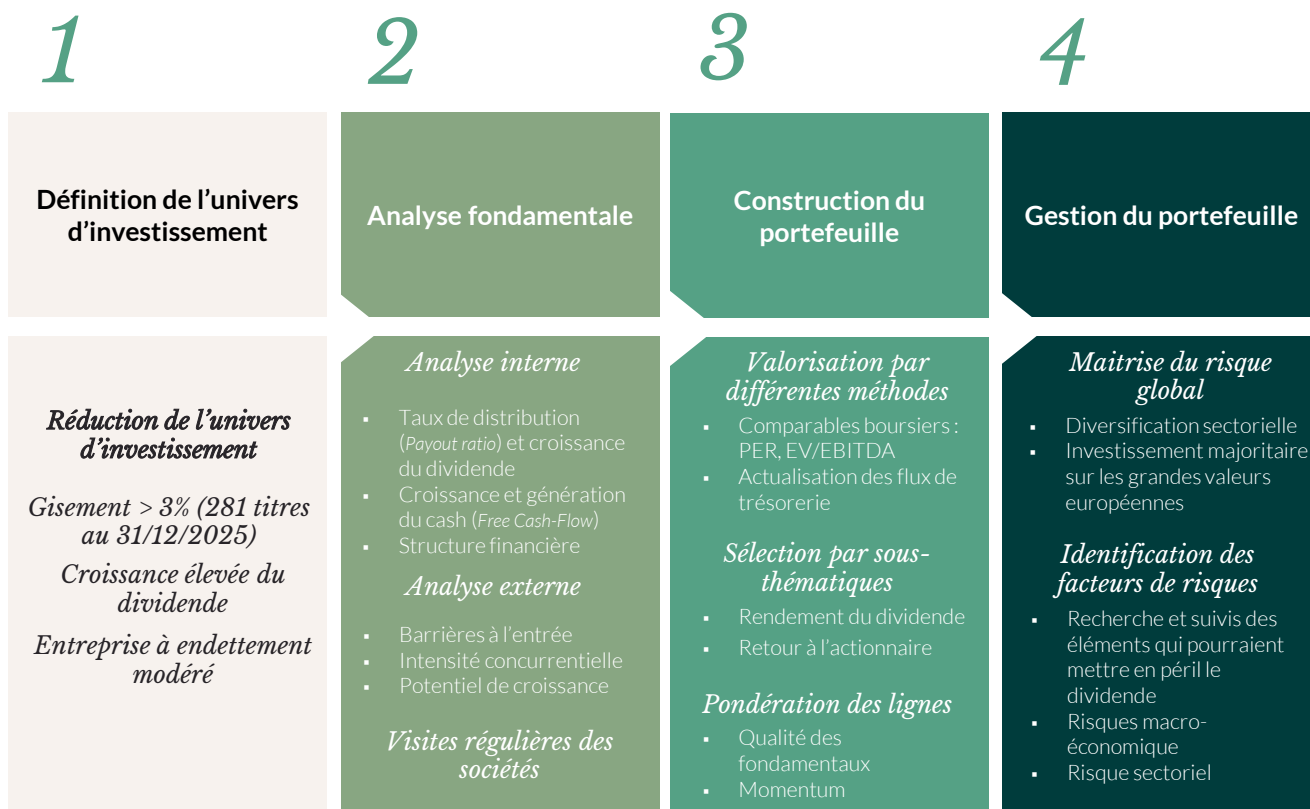 1
Définition de l’univers
d’investissement
Réduction de l’univers
d’investissement
Gisement > 3% (281 titres
au 31/12/2025)
Croissance élevée du
dividende
Entreprise à endettement
modéré
2
Analyse fondamentale
Analyse interne
▪ Taux de distribution
(Payout ratio) et croissance
du dividende
▪ Croissance et génération
du cash (Free Cash-Flow)
▪ Structure financière
Analyse externe
▪ Barrières à l’entrée
▪ Intensité concurrentielle
▪ Potentiel de croissance
Visites régulières des
sociétés
3
Construction du
portefeuille
Valorisation par
différentes méthodes
▪ Comparables boursiers :
PER, EV/EBITDA
▪ Actualisation des flux de
trésorerie
Sélection par sous-
thématiques
▪ Rendement du dividende
▪ Retour à l’actionnaire
Pondération des lignes
▪ Qualité des
fondamentaux
▪ Momentum
4
Gestion du portefeuille
Maitrise du risque
global
▪ Diversification sectorielle
▪ Investissement majoritaire
sur les grandes valeurs
européennes
Identification des
facteurs de risques
▪ Recherche et suivis des
éléments qui pourraient
mettre en péril le
dividende
▪ Risques macro-
économique
▪ Risque sectoriel